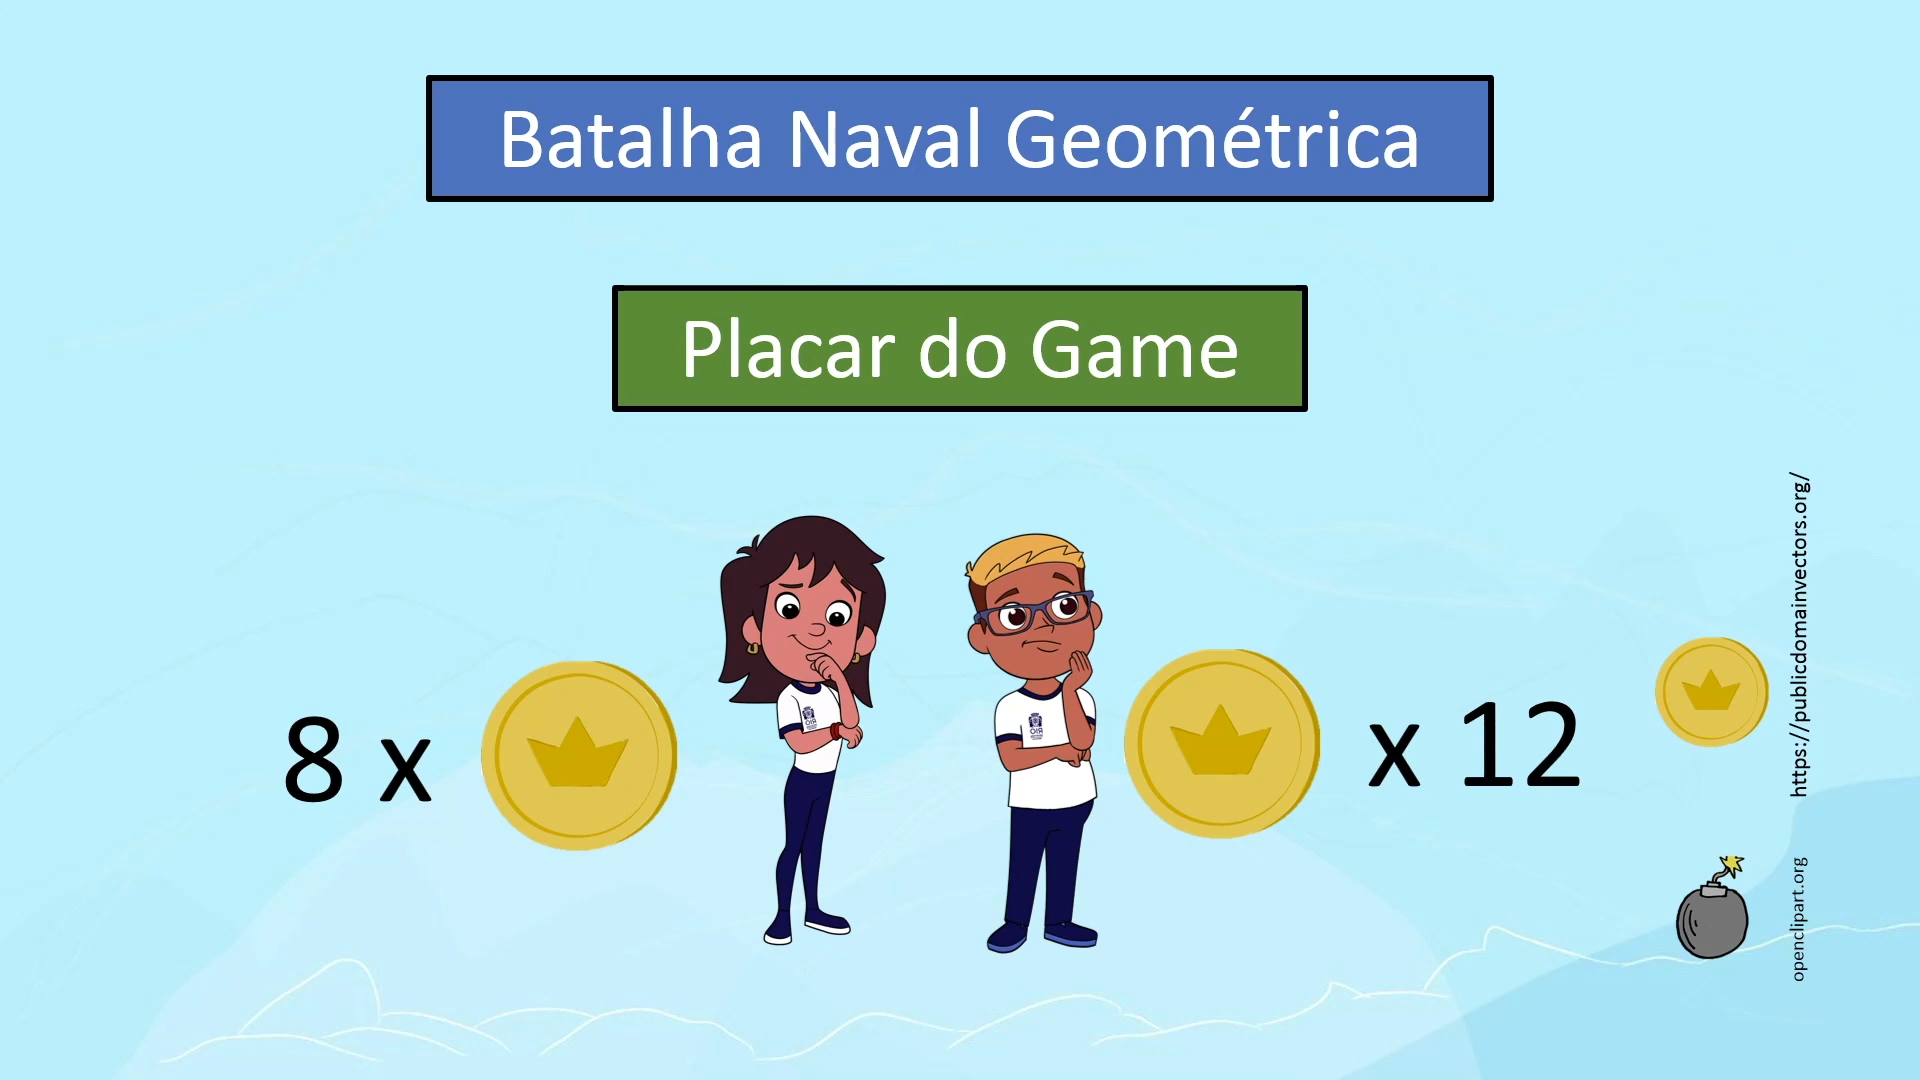 Batalha Naval Geométrica
Placar do Game
8 x
x 12
https://publicdomainvectors.org/
openclipart.org